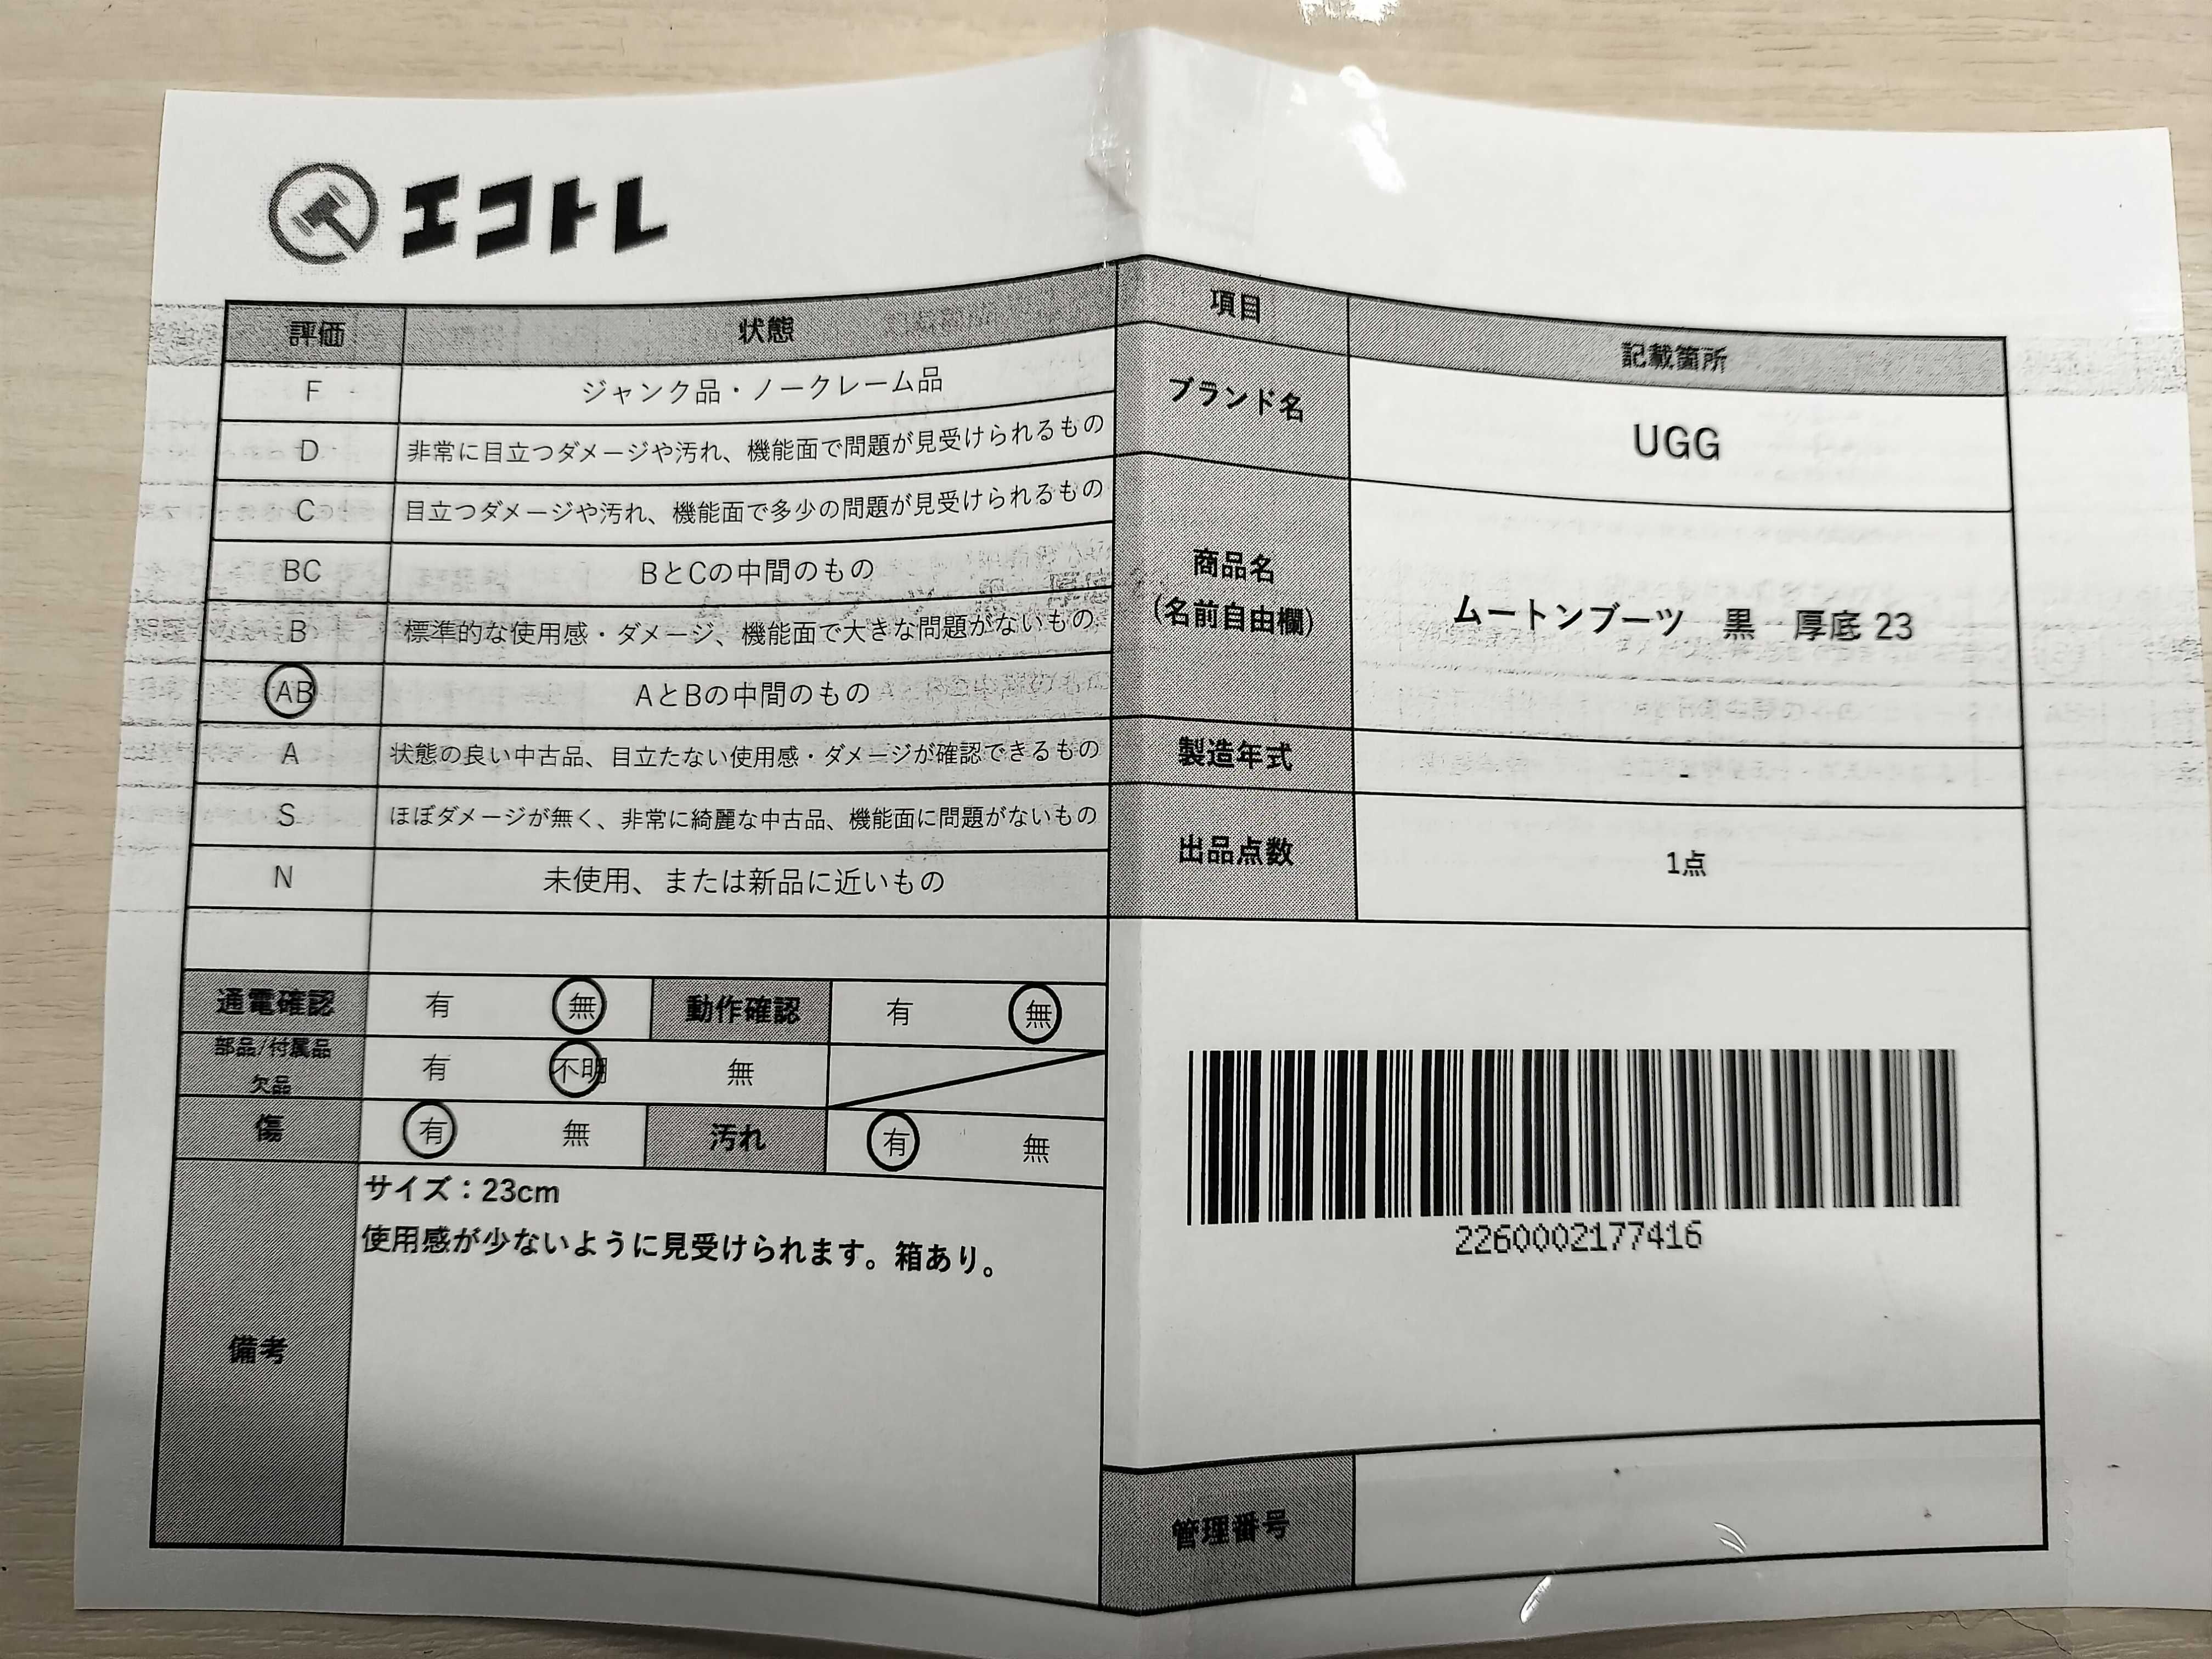 エコトレ
評価 状態
F ジャンク品・ノークレーム品
D 非常に目立つダメージや汚れ、機能面で問題が見受けられるもの
C 目立つダメージや汚れ、機能面で多少の問題が見受けられるもの
BC BとCの中間のもの
B 標準的な使用感・ダメージ、機能面で大きな問題がないもの
AB AとBの中間のもの
A 状態の良い中古品、目立たない使用感・ダメージが確認できるもの
S ほぼダメージが無く、非常に綺麗な中古品、機能面に問題がないもの
N 未使用、または新品に近いもの
通電確認 有 無 動作確認 有 無
部品/付属品
欠品 有 不明 無
傷 有 無 汚れ 有 無
備考
サイズ：23cm
使用感が少ないように見受けられます。箱あり。
項目 記載箇所
ブランド名 UGG
商品名
(名前自由欄) ムートンブーツ 黒 厚底 23
製造年式 -
出品点数 1点
2260002177416
管理番号